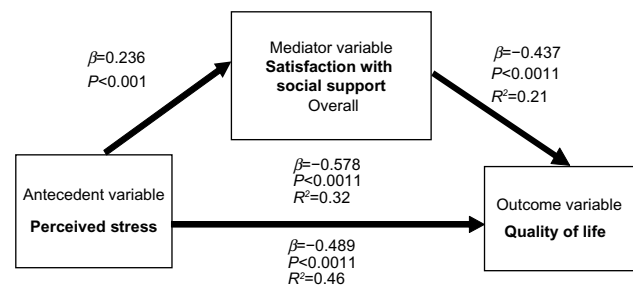 β=0.236
P<0.001
Mediator variable
Satisfaction with
social support
Overall
β=−0.437
P<0.0011
R²=0.21
Antecedent variable
Perceived stress
β=−0.578
P<0.0011
R²=0.32
β=−0.489
P<0.0011
R²=0.46
Outcome variable
Quality of life